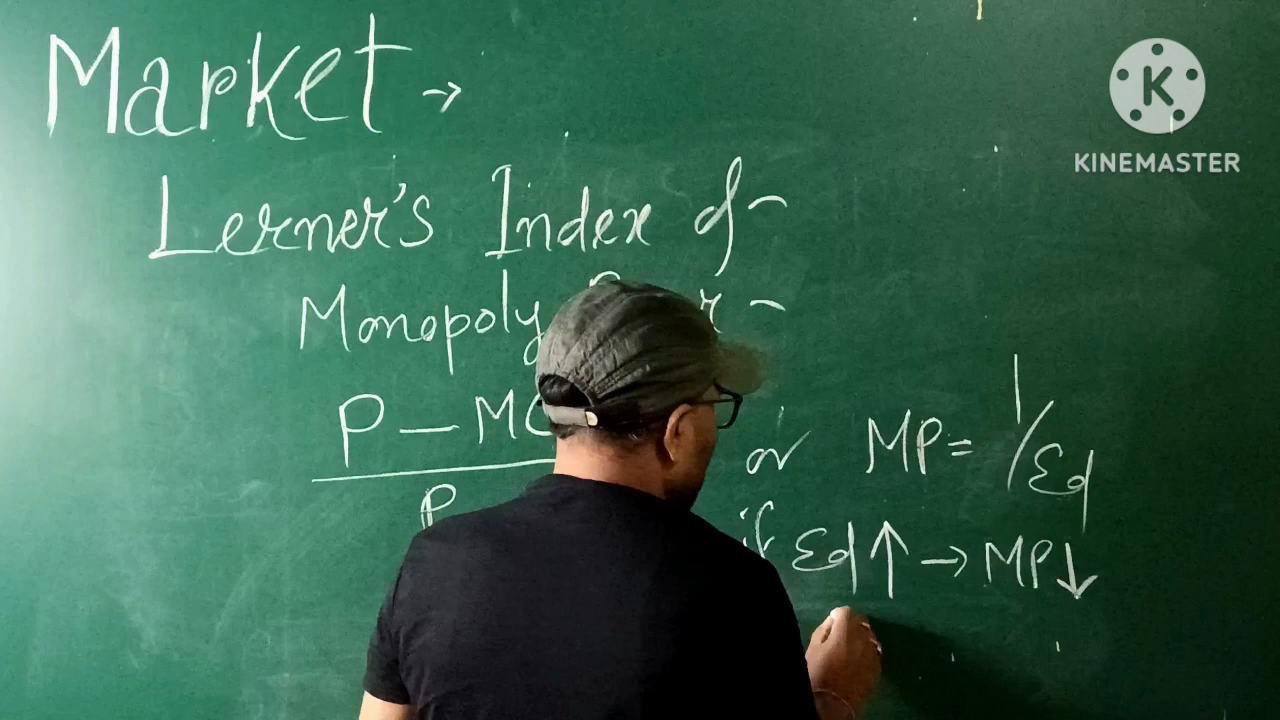 Market →
Lerner's Index of -
Monopoly -
P - MC
P
or MP = 1/Ed
if Ed ↑ → MP ↓
K
KINEMASTER